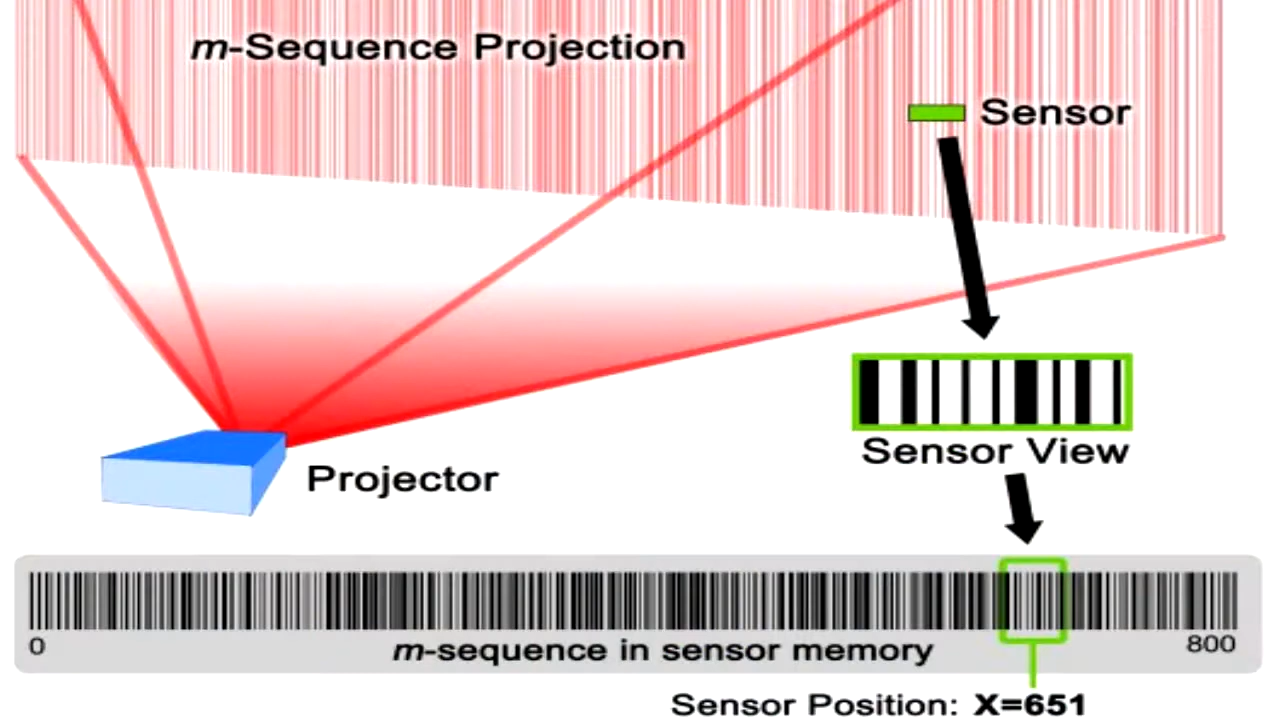 m-Sequence Projection
Sensor
Sensor View
Projector
0
m-sequence in sensor memory
800
Sensor Position: X=651